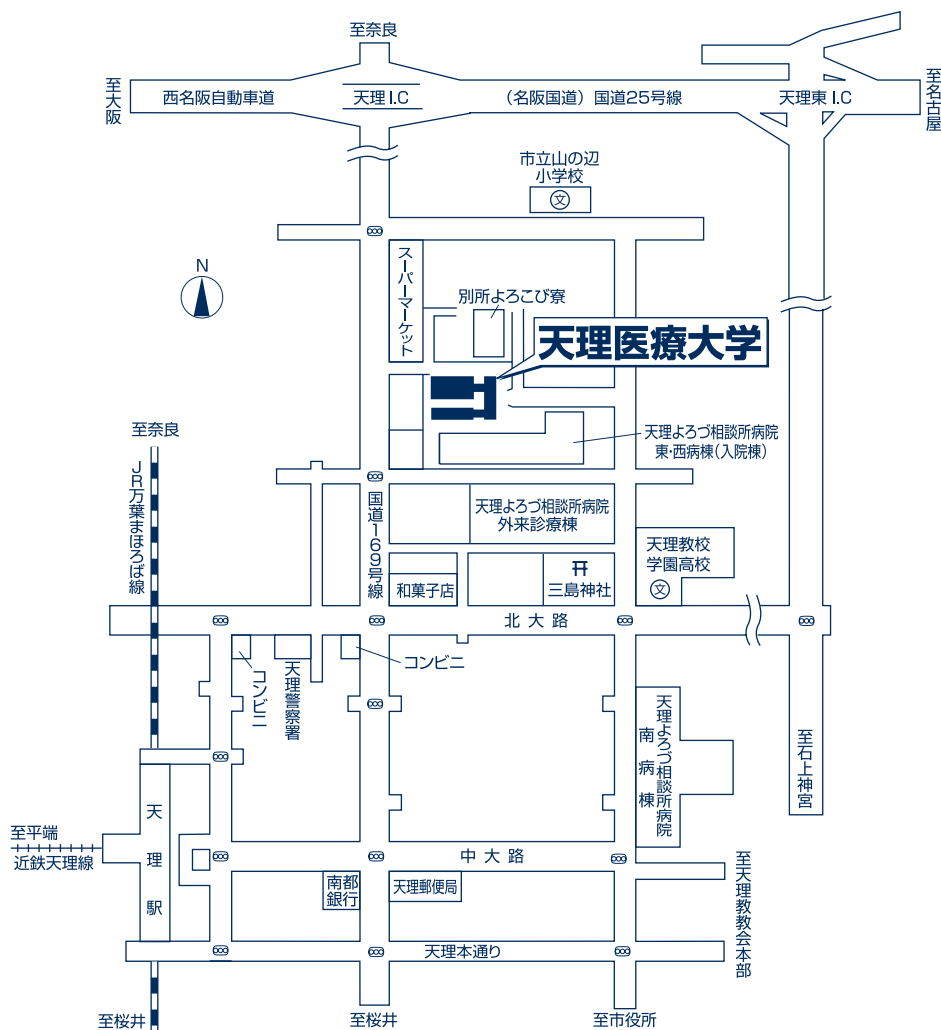 至奈良
至大阪
西名阪自動車道
天理I.C
(名阪国道)国道25号線
天理東I.C
至名古屋
市立山の辺
小学校
文
N
スーパーマーケット
別所よろこび寮
天理医療大学
至奈良
JR万葉まほろば線
天理よろづ相談所病院
東・西病棟(入院棟)
国道169号線
天理よろづ相談所病院
外来診療棟
天理教校
学園高校
文
和菓子店
三島神社
北大路
コンビニ
天理警察署
コンビニ
天理よろづ相談所病院
南病棟
至石上神宮
天理駅
至平端
近鉄天理線
中大路
南都
銀行
天理郵便局
至天理教教会本部
天理本通り
至桜井
至桜井
至市役所